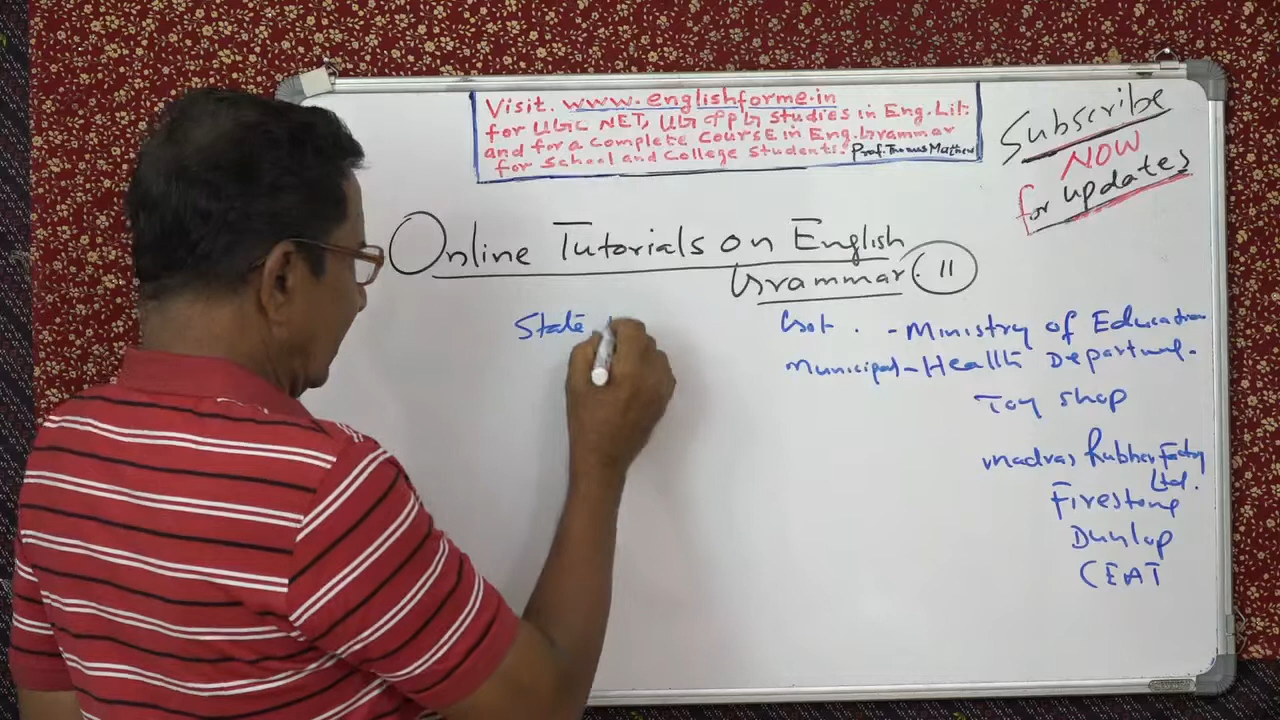 Visit. www.englishforme.in
for UGC NET, UG & PG studies in Eng. Lit.
and for a complete course in Eng. Grammar
for School and College Students. Prof. Thomas Mathew
Subscribe
NOW
for updates
Online Tutorials on English
Grammar. 11
State
Got. - Ministry of Education
Municipal - Health Department.
Toy shop
Madras Rubber Factory
Ltd.
Firestone
Dunlop
CEAT